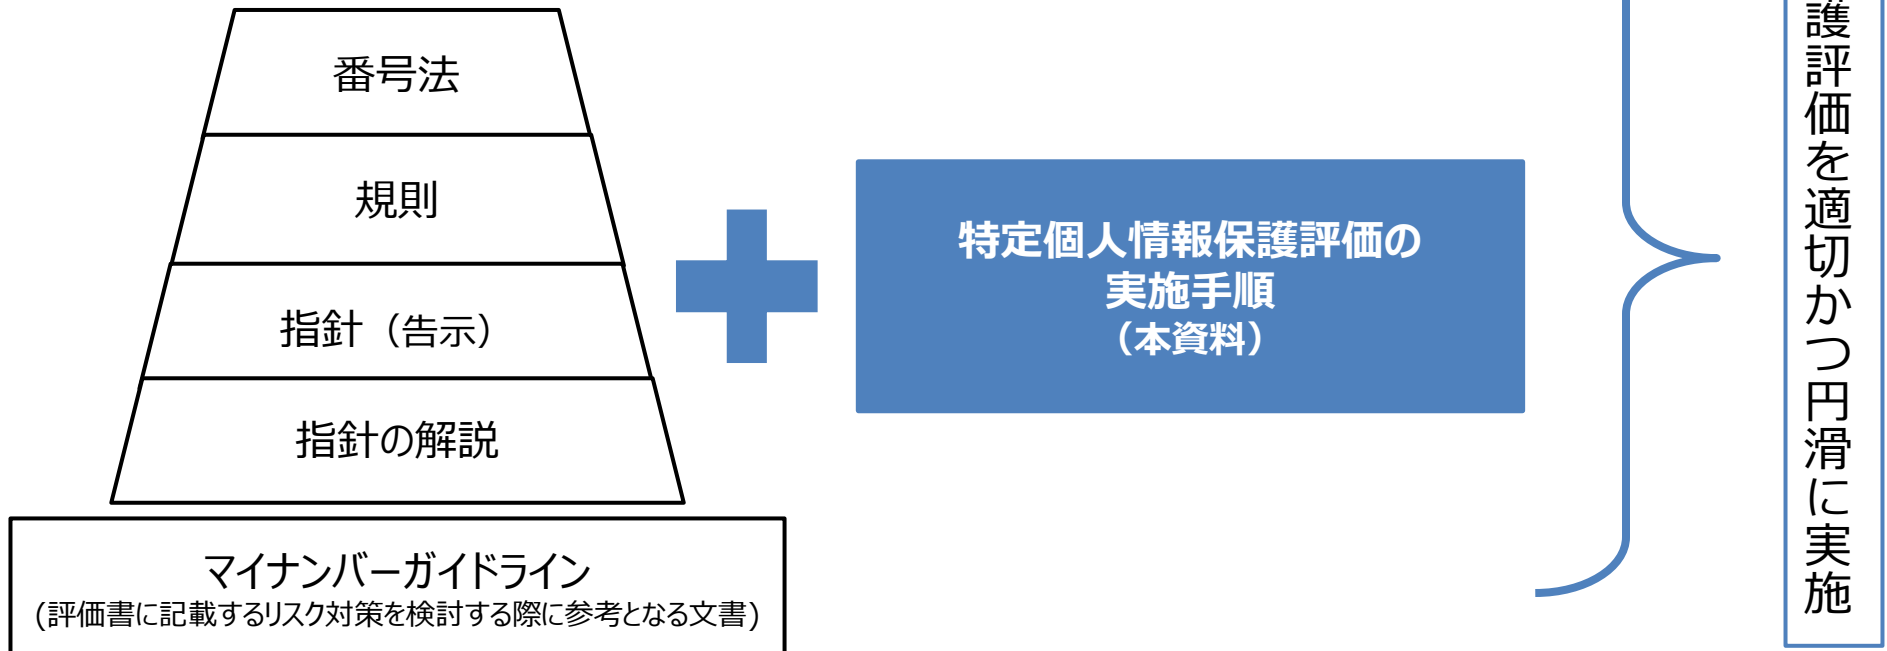 番号法
規則
指針（告示）
指針の解説
マイナンバーガイドライン
(評価書に記載するリスク対策を検討する際に参考となる文書)
特定個人情報保護評価の
実施手順
（本資料）
護評価を適切かつ円滑に実施